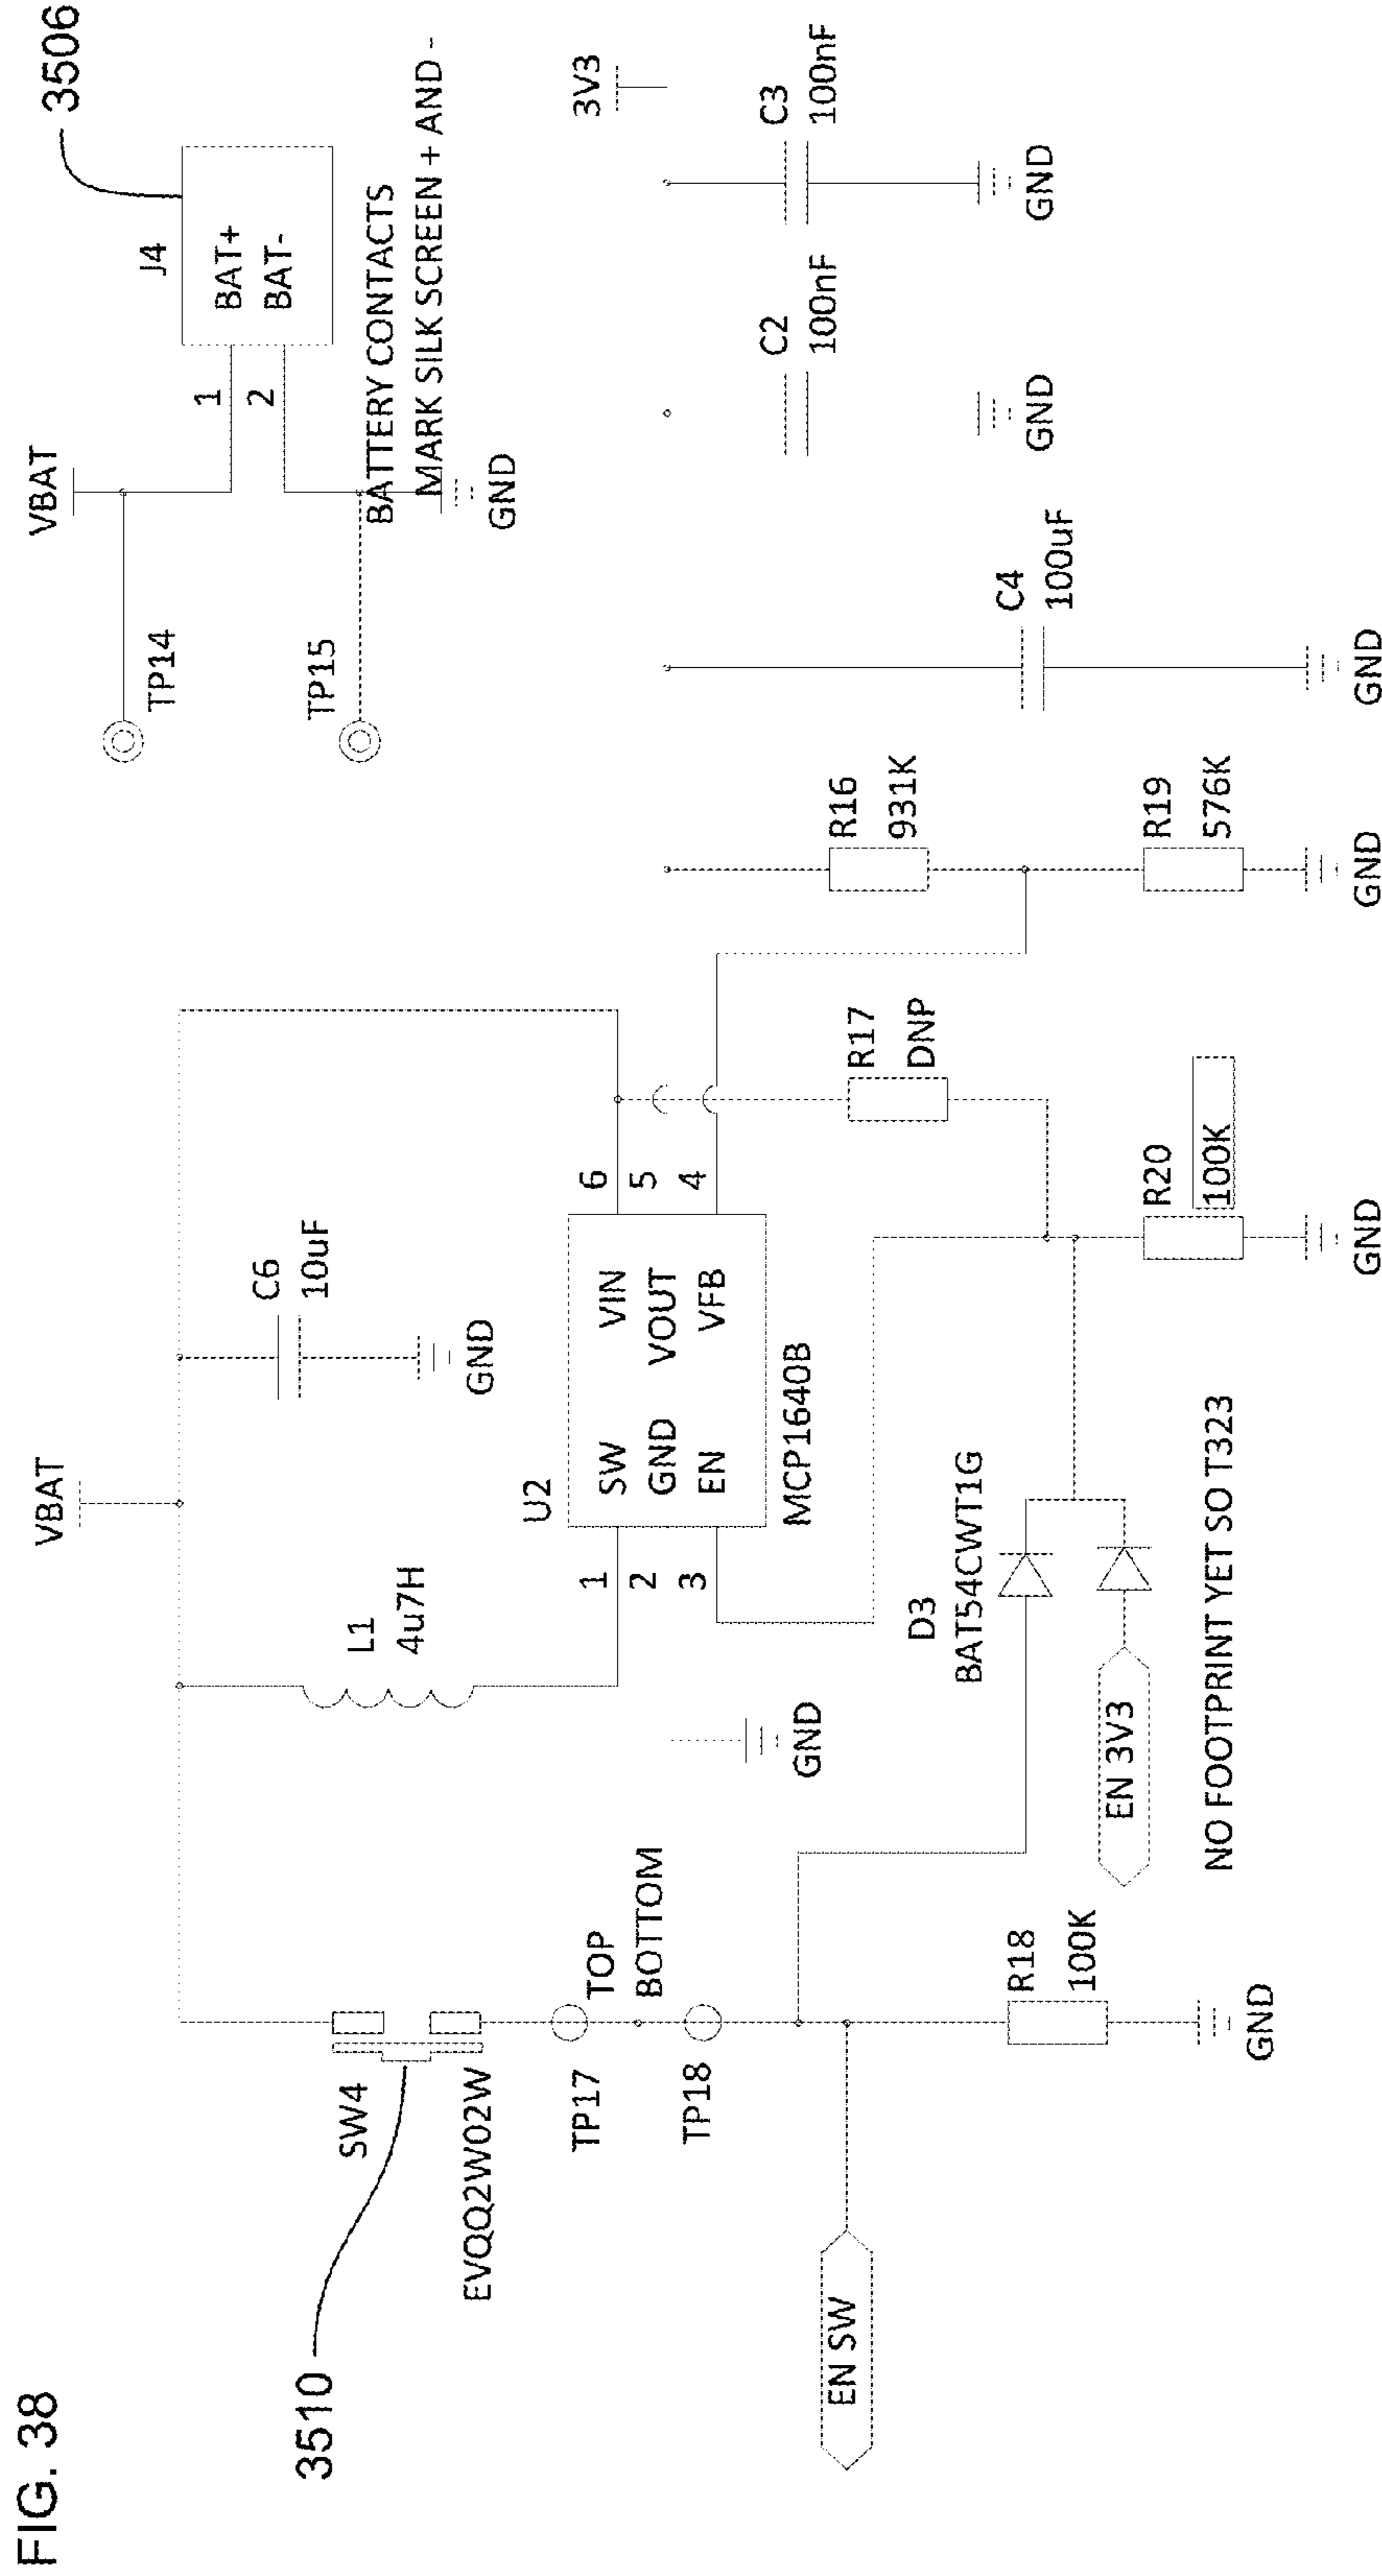 FIG. 38
3510
SW4
EVQQ2W02W
TP17
TOP
BOTTOM
TP18
EN SW
R18
100K
GND
VBAT
L1
4u7H
C6
10uF
GND
U2
1
2
3
SW
GND
EN
VIN
VOUT
VFB
6
5
4
MCP1640B
GND
D3
BAT54CWT1G
EN 3V3
NO FOOTPRINT YET SO T323
R17
DNP
R20
100K
GND
R16
931K
R19
576K
GND
C4
100uF
GND
C2
100nF
GND
C3
100nF
GND
3V3
VBAT
TP14
TP15
1
2
J4
BAT+
BAT-
3506
BATTERY CONTACTS
MARK SILK SCREEN + AND -
GND